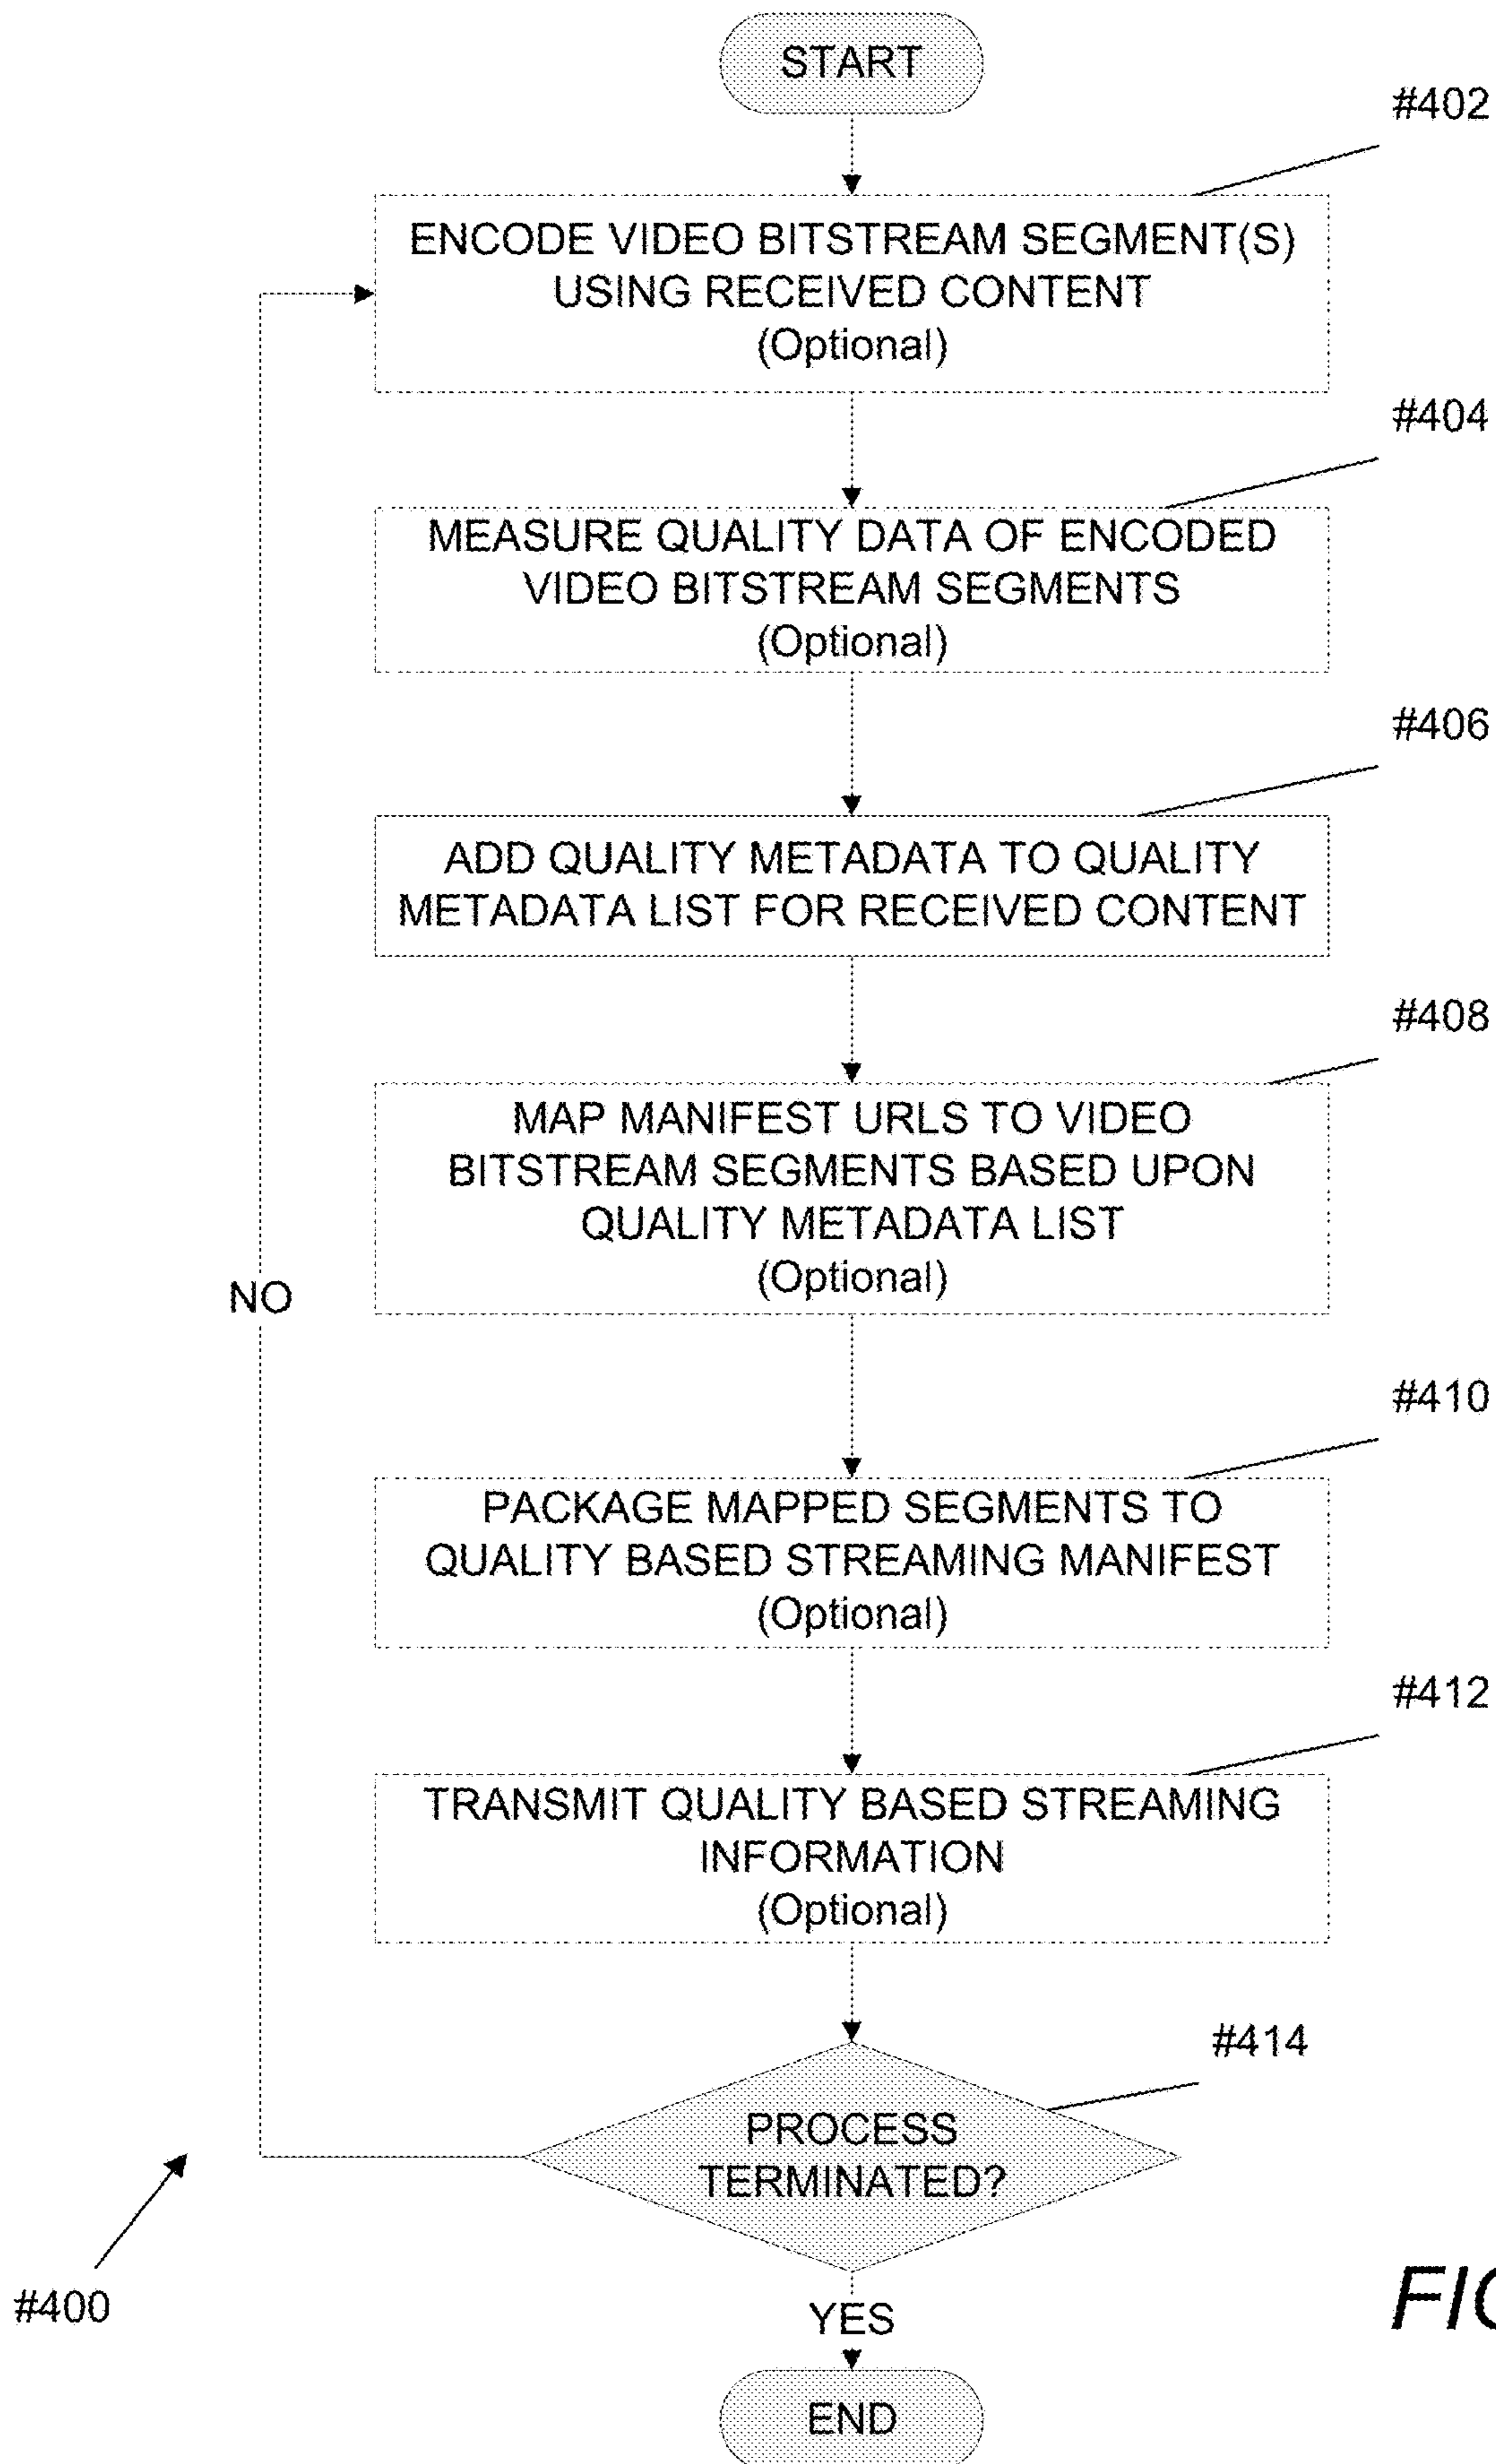 START
#402
ENCODE VIDEO BITSTREAM SEGMENT(S)
USING RECEIVED CONTENT
(Optional)
#404
MEASURE QUALITY DATA OF ENCODED
VIDEO BITSTREAM SEGMENTS
(Optional)
#406
ADD QUALITY METADATA TO QUALITY
METADATA LIST FOR RECEIVED CONTENT
#408
MAP MANIFEST URLS TO VIDEO
BITSTREAM SEGMENTS BASED UPON
QUALITY METADATA LIST
(Optional)
NO
#410
PACKAGE MAPPED SEGMENTS TO
QUALITY BASED STREAMING MANIFEST
(Optional)
#412
TRANSMIT QUALITY BASED STREAMING
INFORMATION
(Optional)
#414
PROCESS
TERMINATED?
#400
YES
END